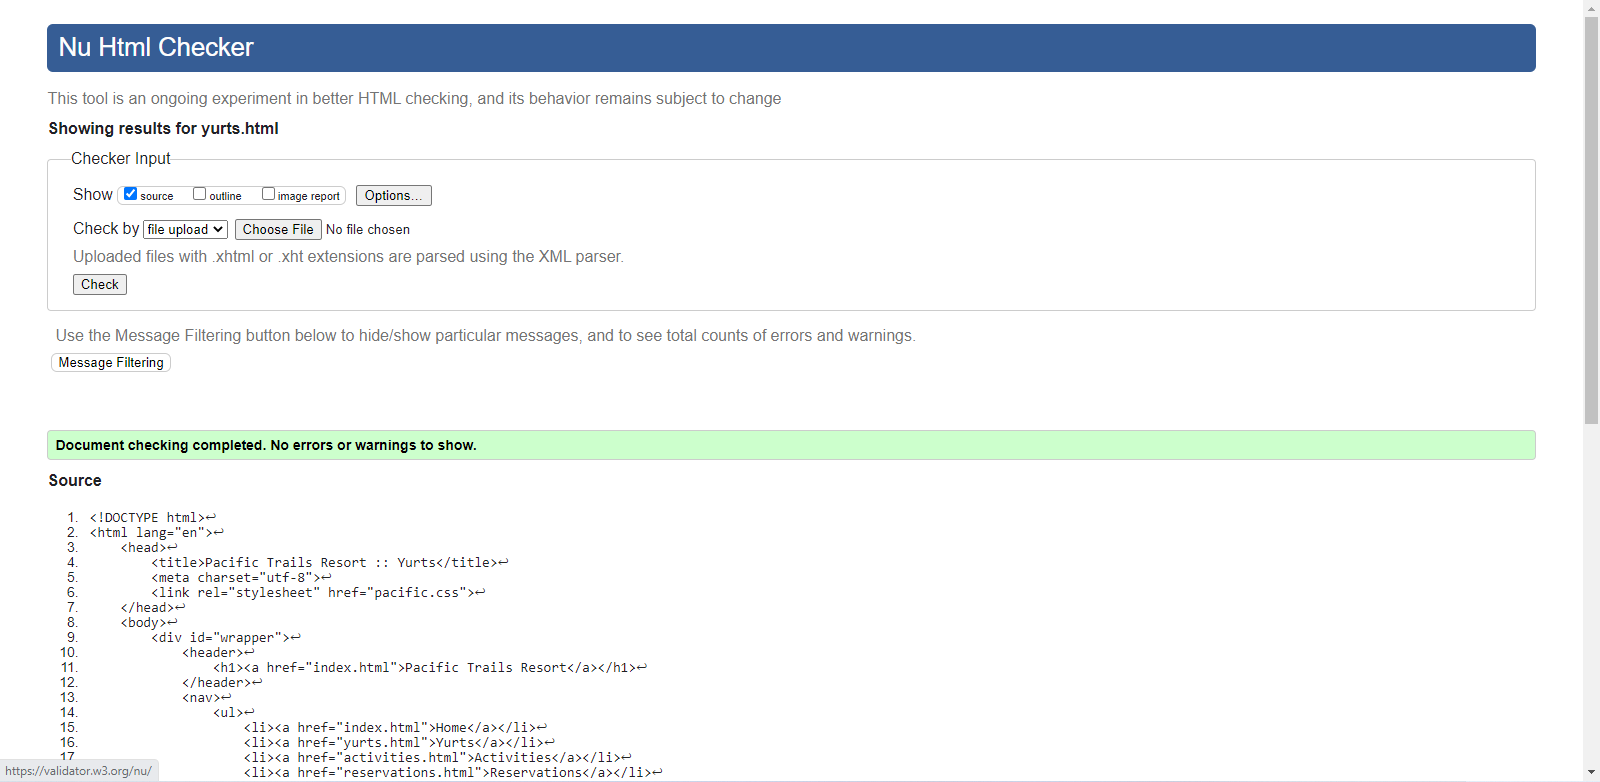 Nu Html Checker
This tool is an ongoing experiment in better HTML checking, and its behavior remains subject to change
Showing results for yurts.html
Checker Input
Show source outline image report Options...
Check by file upload Choose File No file chosen
Uploaded files with .xhtml or .xht extensions are parsed using the XML parser.
Check
Use the Message Filtering button below to hide/show particular messages, and to see total counts of errors and warnings.
Message Filtering
Document checking completed. No errors or warnings to show.
Source
1. <!DOCTYPE html>↩
2. <html lang="en">↩
3. <head>↩
4. <title>Pacific Trails Resort :: Yurts</title>↩
5. <meta charset="utf-8">↩
6. <link rel="stylesheet" href="pacific.css">↩
7. </head>↩
8. <body>↩
9. <div id="wrapper">↩
10. <header>↩
11. <h1><a href="index.html">Pacific Trails Resort</a></h1>↩
12. </header>↩
13. <nav>↩
14. <ul>↩
15. <li><a href="index.html">Home</a></li>↩
16. <li><a href="yurts.html">Yurts</a></li>↩
17. <li><a href="activities.html">Activities</a></li>↩
<li><a href="reservations.html">Reservations</a></li>↩
https://validator.w3.org/nu/